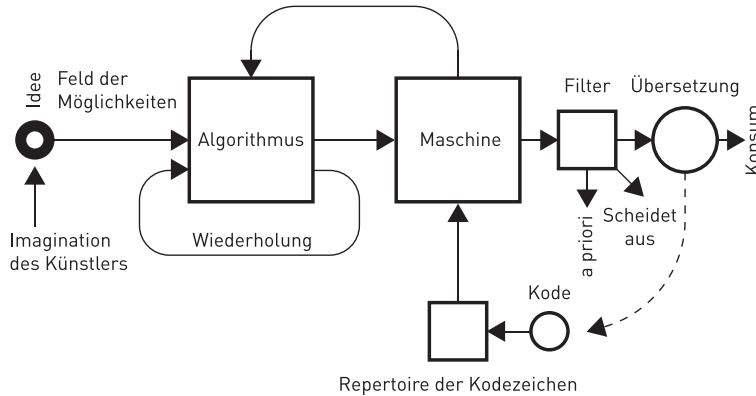 Idee
Feld der
Möglichkeiten
Algorithmus
Maschine
Filter
Übersetzung
Konsum
Imagination
des Künstlers
Wiederholung
a priori
Scheidet
aus
Kode
Repertoire der Kodezeichen